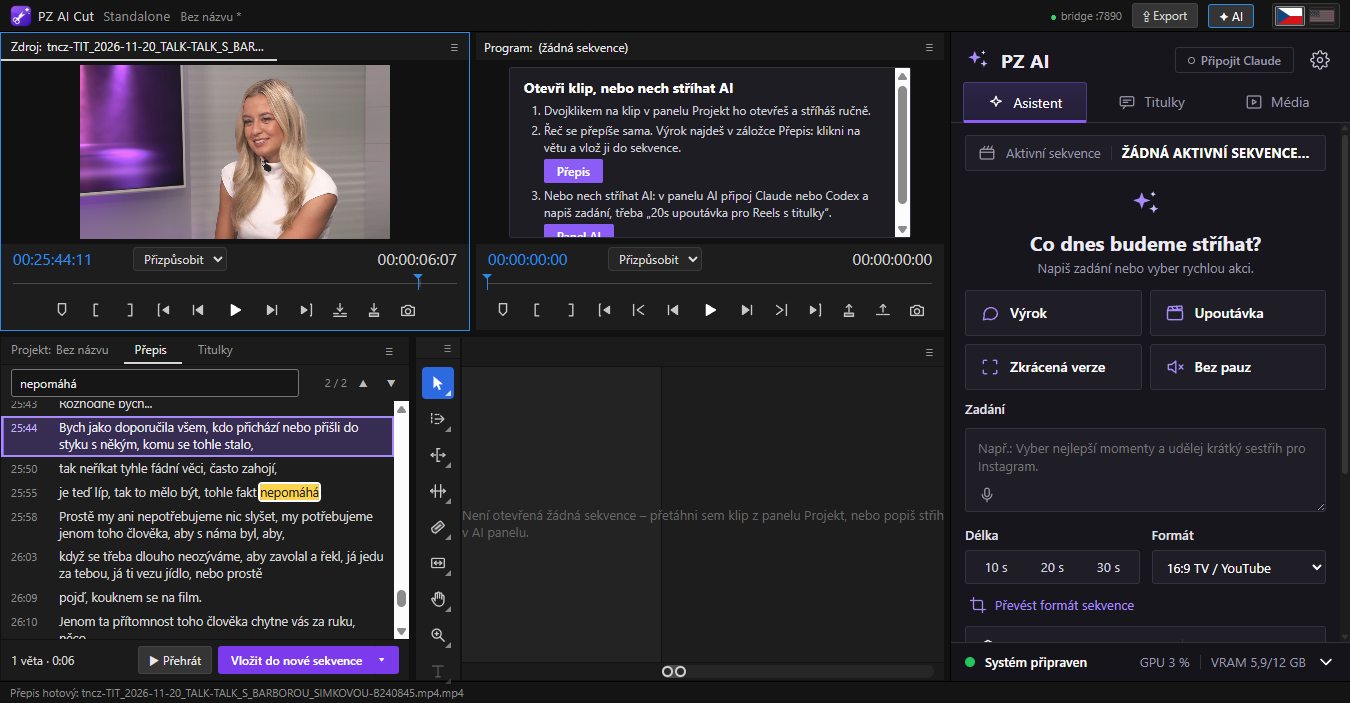 PZ AI Cut Standalone Bez názvu *
bridge :7890
Export
AI
Zdroj: tncz-TIT_2026-11-20_TALK-TALK_S_BAR...
00:25:44:11
Přizpůsobit
00:00:06:07
Program: (žádná sekvence)
Otevři klip, nebo nech stříhat AI
1. Dvojklikem na klip v panelu Projekt ho otevřeš a stříháš ručně.
2. Řeč se přepíše sama. Výrok najdeš v záložce Přepis: klikni na
větu a vlož ji do sekvence.
Přepis
3. Nebo nech stříhat AI: v panelu AI připoj Claude nebo Codex a
napiš zadání, třeba „20s upoutávka pro Reels s titulky“.
Panel AI
00:00:00:00
Přizpůsobit
00:00:00:00
Projekt: Bez názvu
Přepis
Titulky
nepomáhá
2 / 2
25:43 Rozhodně bych...
25:44 Bych jako doporučila všem, kdo přichází nebo přišli do
styku s někým, komu se tohle stalo,
25:50 tak neříkat tyhle fádní věci, často zahojí,
25:55 je teď líp, tak to mělo být, tohle fakt nepomáhá
25:58 Prostě my ani nepotřebujeme nic slyšet, my potřebujeme
jenom toho člověka, aby s náma byl, aby,
26:03 když se třeba dlouho neozýváme, aby zavolal a řekl, já jedu
za tebou, já ti vezu jídlo, nebo prostě
26:09 pojď, kouknem se na film.
26:10 Jenom ta přítomnost toho člověka chytne vás za ruku,
něco
1 věta · 0:06
Přehrát
Vložit do nové sekvence
Není otevřená žádná sekvence – přetáhni sem klip z panelu Projekt, nebo popiš střih
v AI panelu.
PZ AI
Připojit Claude
Asistent
Titulky
Média
Aktivní sekvence
ŽÁDNÁ AKTIVNÍ SEKVENCE...
Co dnes budeme stříhat?
Napiš zadání nebo vyber rychlou akci.
Výrok
Upoutávka
Zkrácená verze
Bez pauz
Zadání
Např.: Vyber nejlepší momenty a udělej krátký sestřih pro
Instagram.
Délka
Formát
10 s 20 s 30 s
16:9 TV / YouTube
Převést formát sekvence
Systém připraven
GPU 3 %
VRAM 5,9/12 GB
Přepis hotový: tncz-TIT_2026-11-20_TALK-TALK_S_BARBOROU_SIMKOVOU-B240845.mp4.mp4